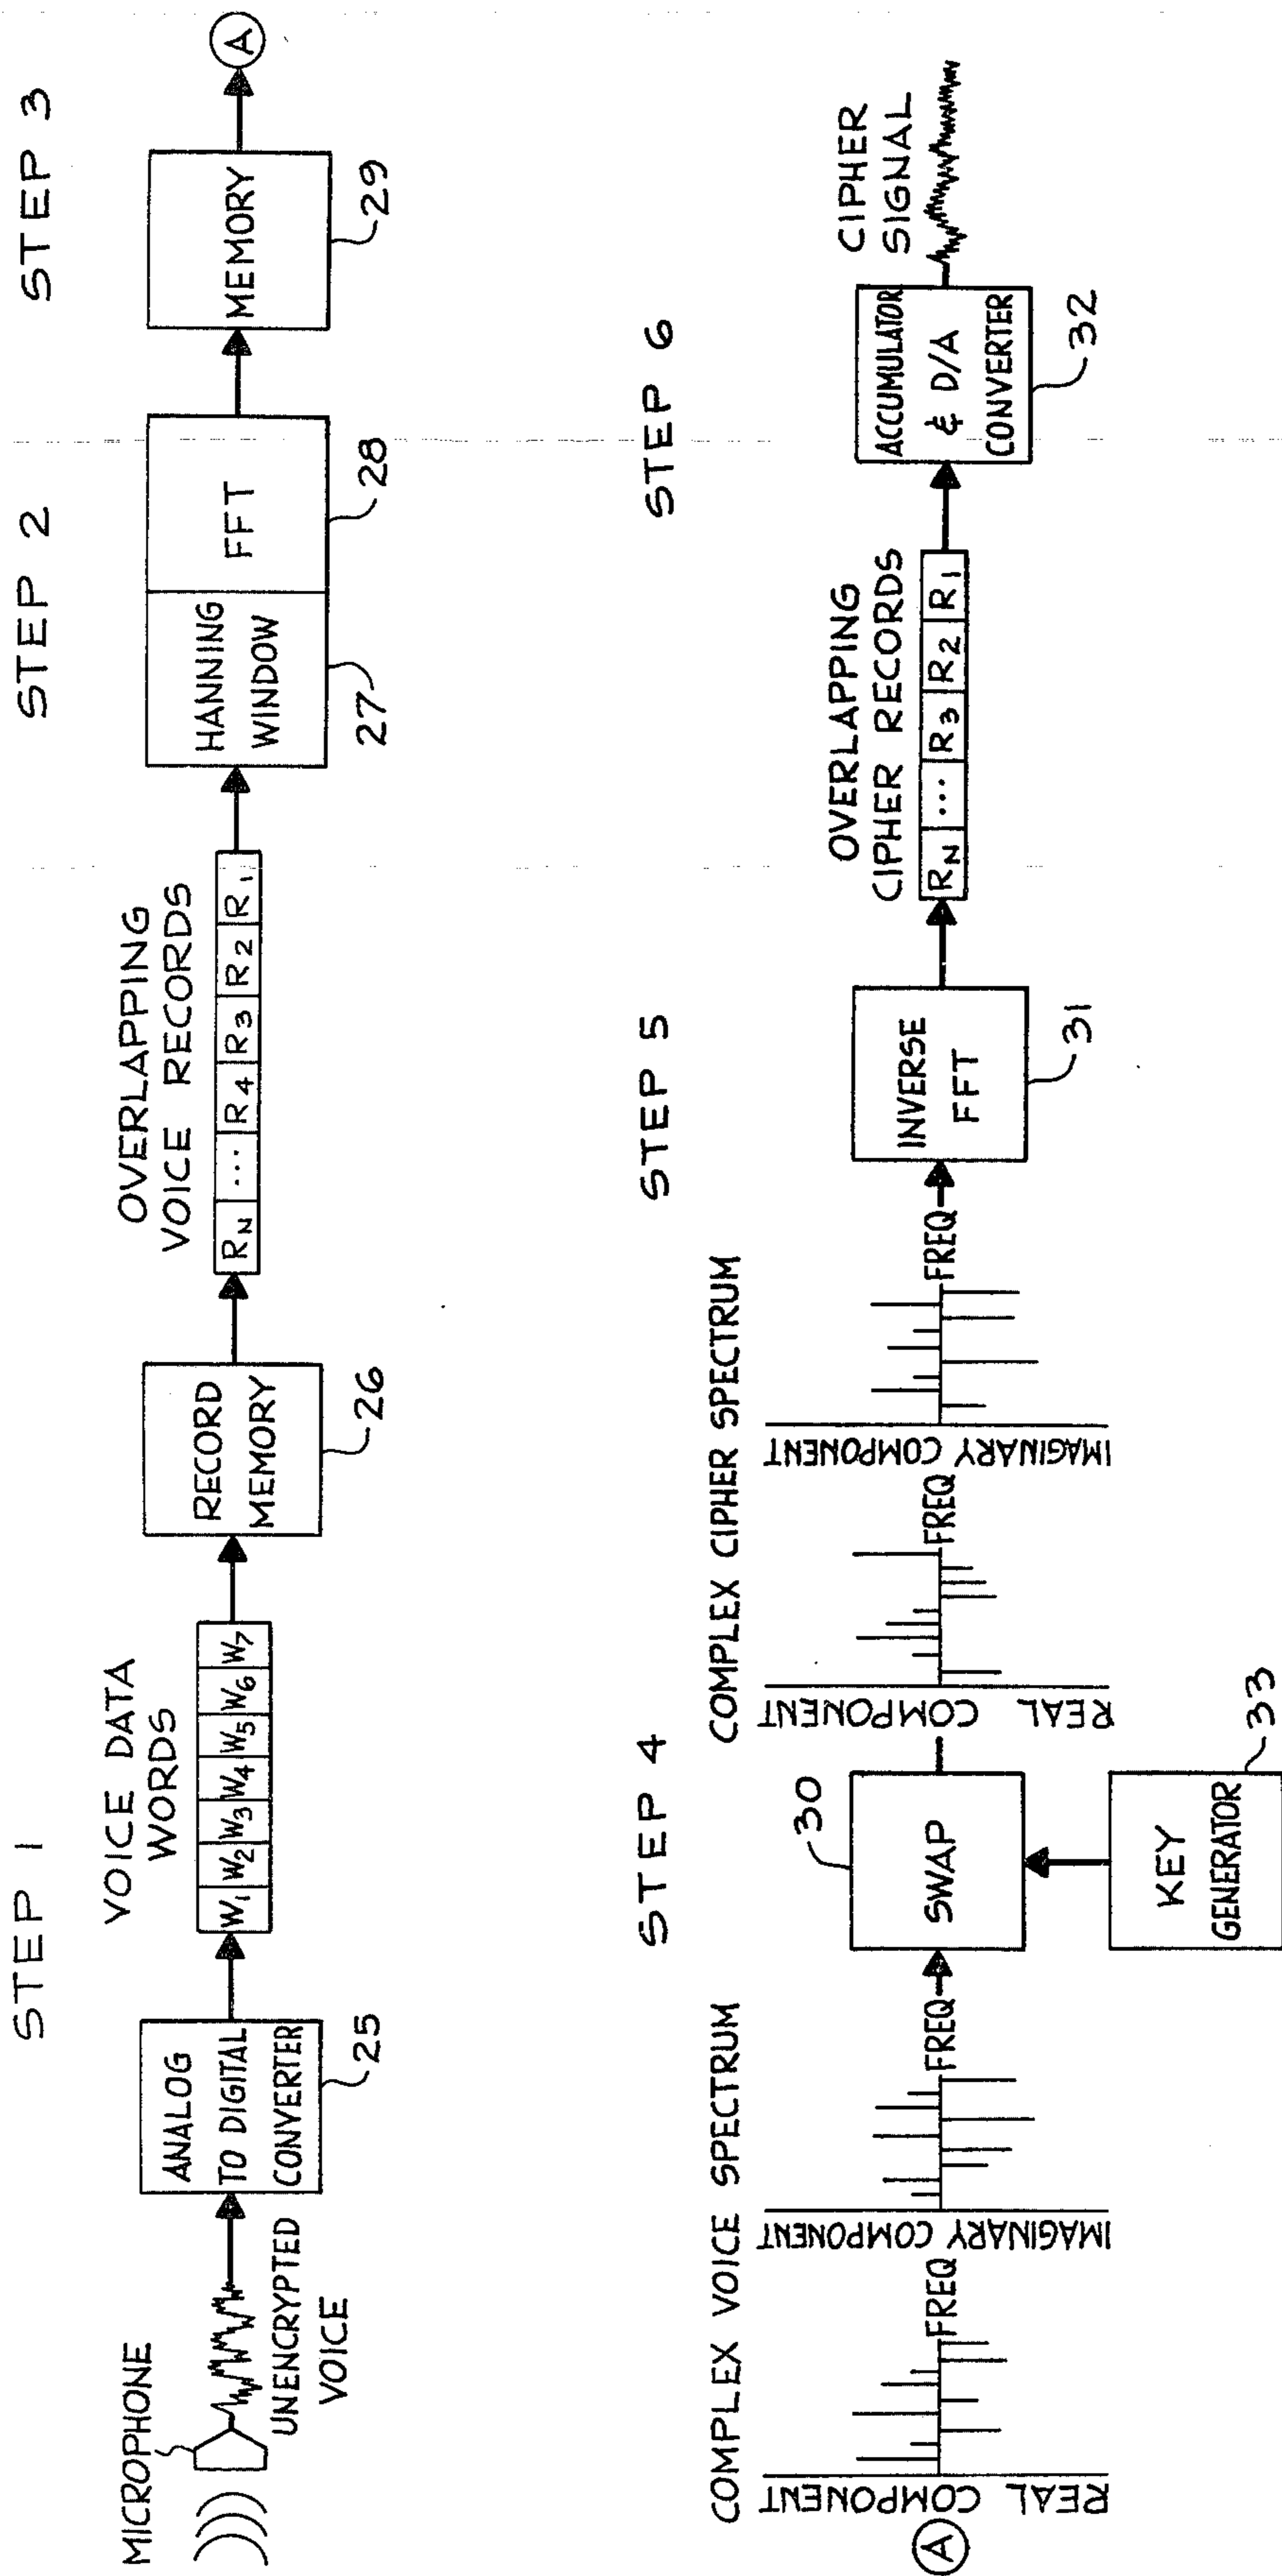 STEP 1
STEP 2
STEP 3
MICROPHONE
UNENCRYPTED
VOICE
ANALOG
TO DIGITAL
CONVERTER
25
VOICE DATA
WORDS
W1 W2 W3 W4 W5 W6 W7
RECORD
MEMORY
26
OVERLAPPING
VOICE RECORDS
RN ... R4 R3 R2 R1
HANNING
WINDOW
27
FFT
28
MEMORY
29
A
STEP 4
STEP 5
STEP 6
A
COMPLEX VOICE SPECTRUM
REAL COMPONENT
FREQ
IMAGINARY COMPONENT
FREQ
30
SWAP
KEY
GENERATOR
33
COMPLEX CIPHER SPECTRUM
REAL COMPONENT
FREQ
IMAGINARY COMPONENT
FREQ
INVERSE
FFT
31
OVERLAPPING
CIPHER RECORDS
RN ... R3 R2 R1
ACCUMULATOR
& D/A
CONVERTER
32
CIPHER
SIGNAL